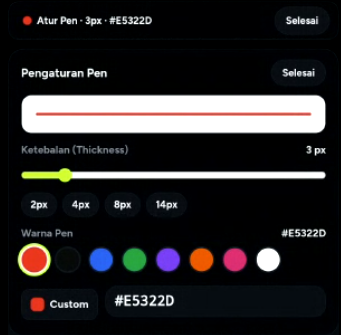 Atur Pen · 3px · #E5322D Selesai
Pengaturan Pen Selesai
Ketebalan (Thickness) 3 px
2px 4px 8px 14px
Warna Pen #E5322D
Custom #E5322D